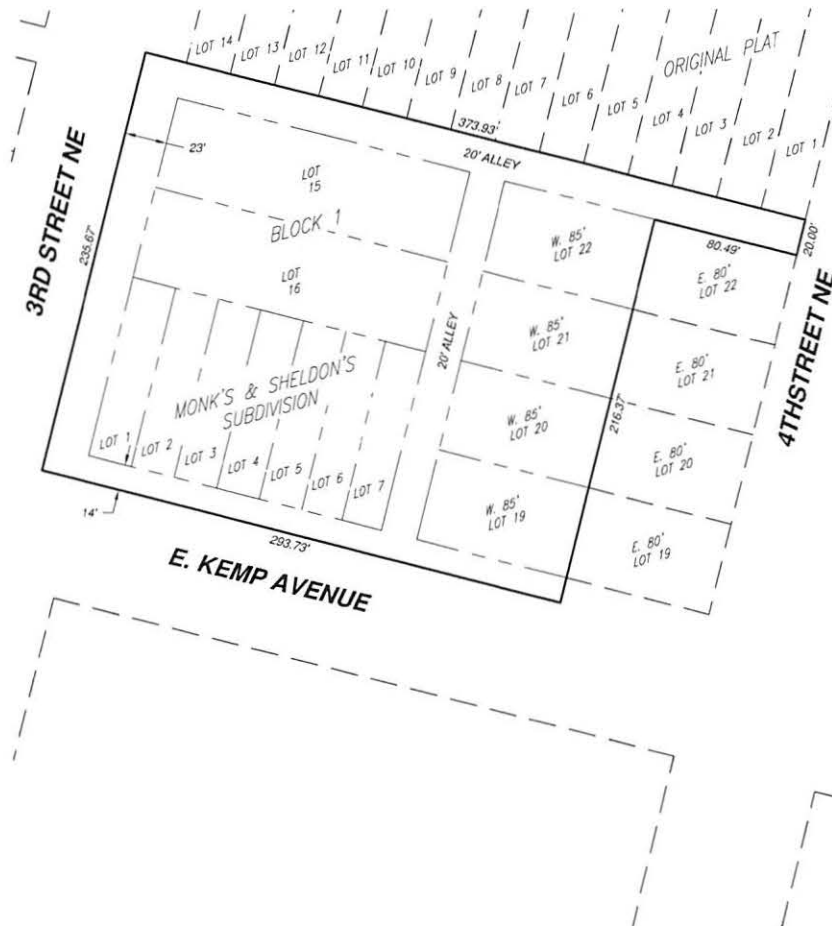 LOT 14
LOT 13
LOT 12
LOT 11
LOT 10
LOT 9
LOT 8
LOT 7
LOT 6
LOT 5
LOT 4
LOT 3
LOT 2
LOT 1
ORIGINAL PLAT
373.93'
20' ALLEY
20.00'
80.49'
3RD STREET NE
23'
235.67'
LOT
15
BLOCK 1
LOT
16
20' ALLEY
W. 85'
LOT 22
W. 85'
LOT 21
W. 85'
LOT 20
W. 85'
LOT 19
216.37'
E. 80'
LOT 22
E. 80'
LOT 21
E. 80'
LOT 20
E. 80'
LOT 19
4THSTREET NE
MONK'S & SHELDON'S
SUBDIVISION
LOT 1
LOT 2
LOT 3
LOT 4
LOT 5
LOT 6
LOT 7
14'
293.73'
E. KEMP AVENUE